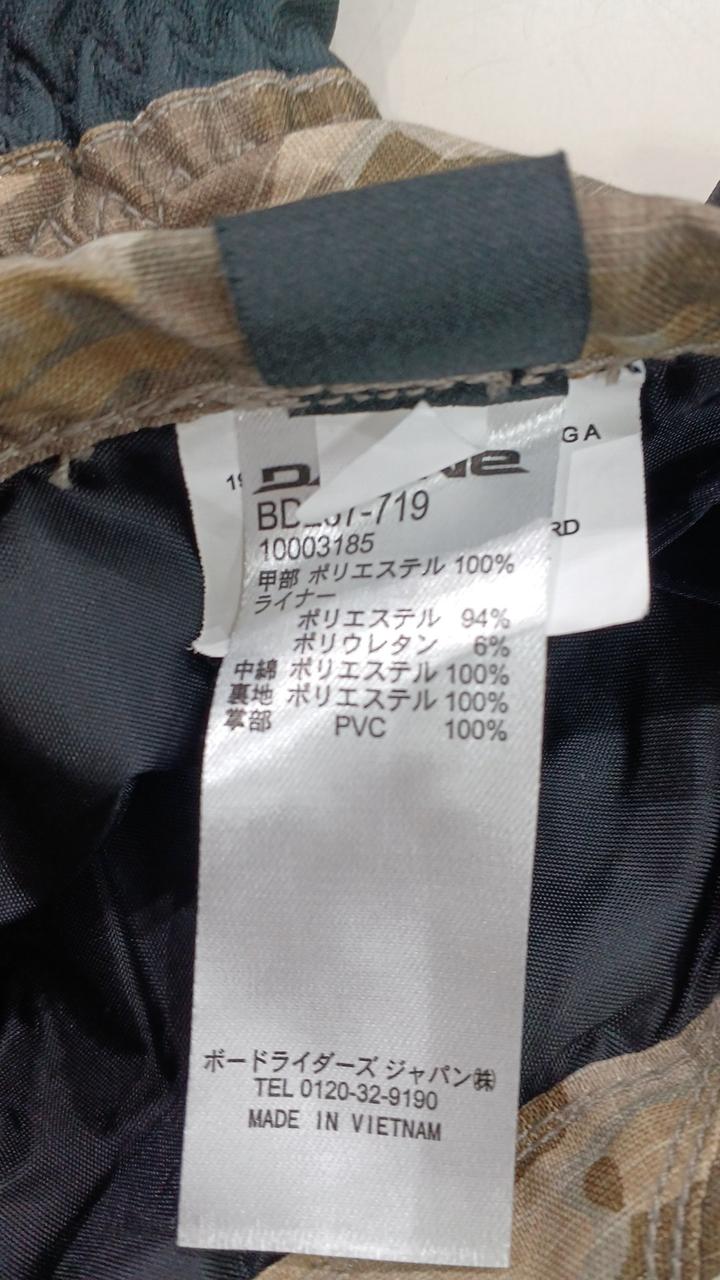 GA
10003185
甲部 ポリエステル 100%
ライナー
ポリエステル 94%
ポリウレタン 6%
中綿 ポリエステル 100%
裏地 ポリエステル 100%
掌部 PVC 100%
ボードライダーズ ジャパン㈱
TEL 0120-32-9190
MADE IN VIETNAM